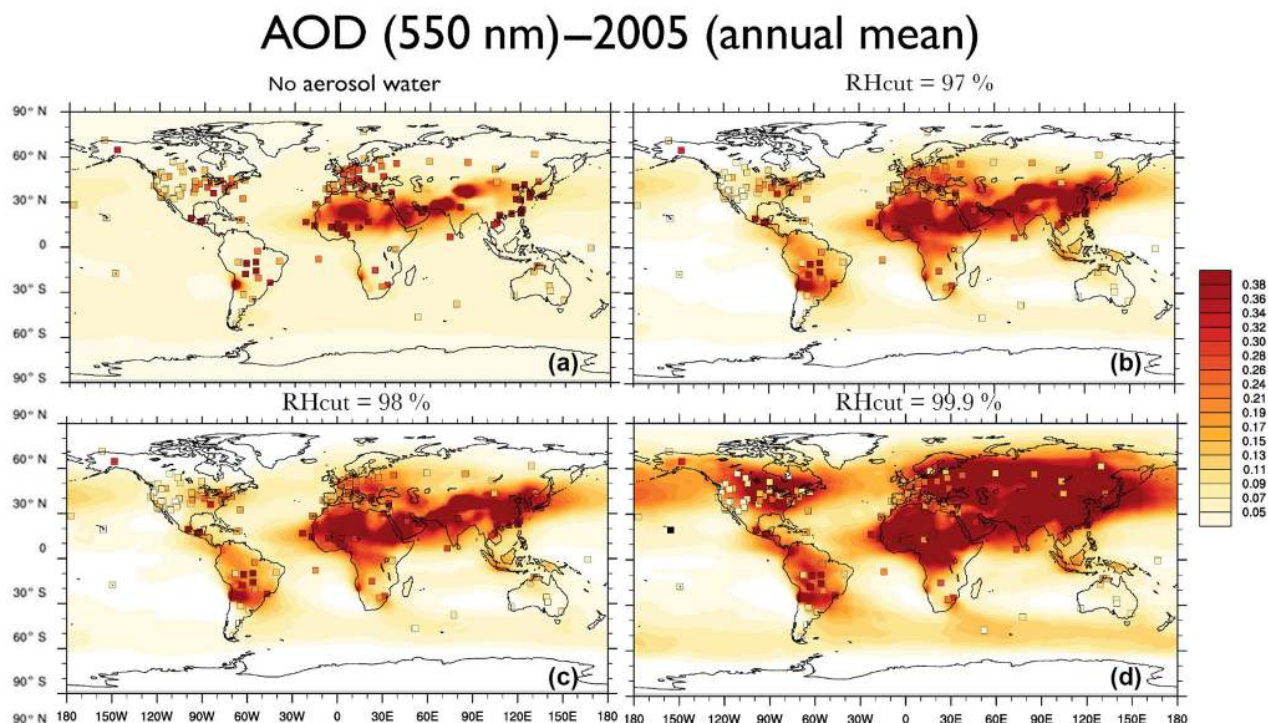 AOD (550 nm)–2005 (annual mean)
No aerosol water
RHcut = 97 %
90° N
60° N
30° N
0
30° S
60° S
90° S
(a)
(b)
RHcut = 98 %
RHcut = 99.9 %
90° N
60° N
30° N
0
30° S
60° S
90° S
(c)
(d)
90° N
180 150W 120W 90W 60W 30W 0 30E 60E 90E 120E 150E 180
180 150W 120W 90W 60W 30W 0 30E 60E 90E 120E 150E 180
0.38
0.36
0.34
0.32
0.30
0.28
0.26
0.24
0.21
0.19
0.17
0.15
0.13
0.11
0.09
0.07
0.05